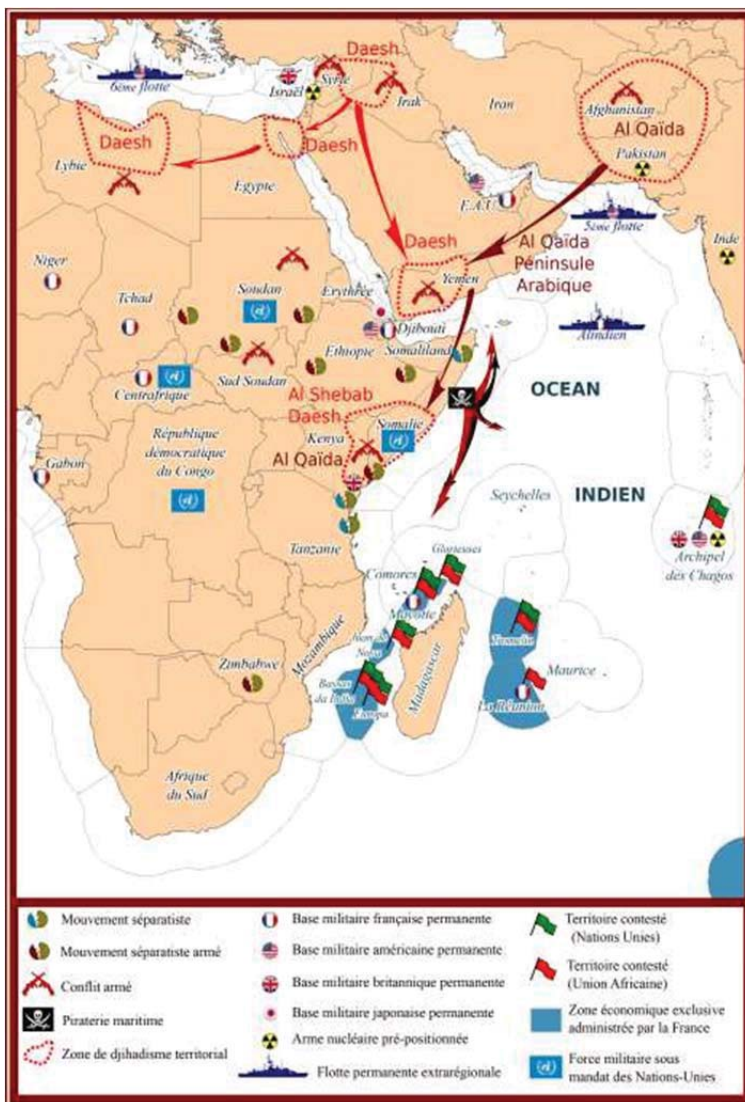 Daesh
6ème flotte
Israël
Syrie
Irak
Iran
Afghanistan
Al Qaïda
Pakistan
Daesh
Daesh
Lybie
Egypte
E.A.U
5ème flotte
Inde
Daesh
Al Qaïda
Péninsule
Arabique
Yemen
Niger
Tchad
Soudan
Erythrée
Djibouti
Alindien
Ethiopie
Somaliland
Centrafrique
Sud Soudan
OCEAN
Al Shebab
Daesh
Somalie
Kenya
Al Qaïda
République
démocratique
du Congo
Gabon
INDIEN
Seychelles
Tanzanie
Archipel
des Chagos
Glorieuses
Comores
Mayotte
Mozambique
Juan de
Nova
Tromelin
Maurice
Zimbabwe
Bassas
da India
Europa
Madagascar
La Réunion
Afrique
du Sud
Mouvement séparatiste
Mouvement séparatiste armé
Conflit armé
Piraterie maritime
Zone de djihadisme territorial
Base militaire française permanente
Base militaire américaine permanente
Base militaire britannique permanente
Base militaire japonaise permanente
Arme nucléaire pré-positionnée
Flotte permanente extrarégionale
Territoire contesté
(Nations Unies)
Territoire contesté
(Union Africaine)
Zone économique exclusive
administrée par la France
Force militaire sous
mandat des Nations-Unies